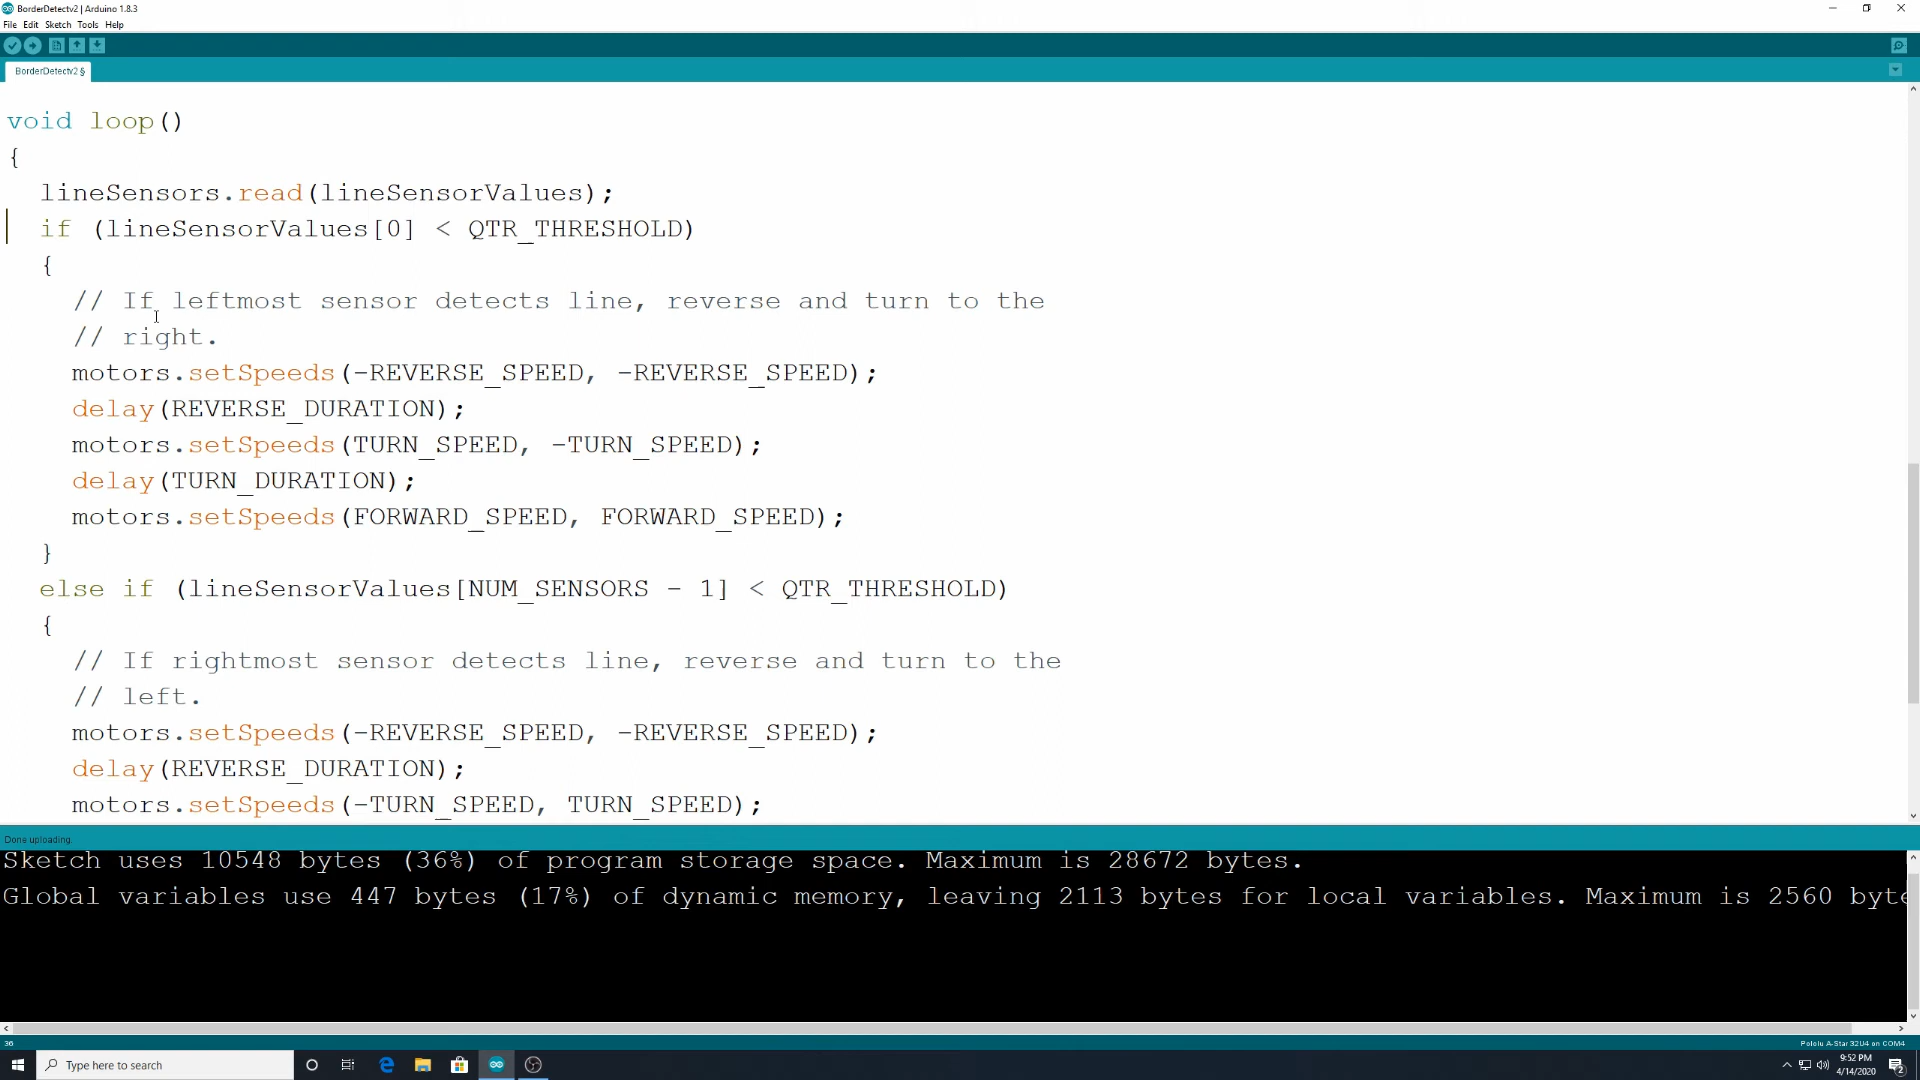 BorderDetectv2 | Arduino 1.8.3
File Edit Sketch Tools Help
BorderDetectv2 §
void loop()
{
lineSensors.read(lineSensorValues);
if (lineSensorValues[0] < QTR_THRESHOLD)
{
// If leftmost sensor detects line, reverse and turn to the
// right.
motors.setSpeeds(-REVERSE_SPEED, -REVERSE_SPEED);
delay(REVERSE_DURATION);
motors.setSpeeds(TURN_SPEED, -TURN_SPEED);
delay(TURN_DURATION);
motors.setSpeeds(FORWARD_SPEED, FORWARD_SPEED);
}
else if (lineSensorValues[NUM_SENSORS - 1] < QTR_THRESHOLD)
{
// If rightmost sensor detects line, reverse and turn to the
// left.
motors.setSpeeds(-REVERSE_SPEED, -REVERSE_SPEED);
delay(REVERSE_DURATION);
motors.setSpeeds(-TURN_SPEED, TURN_SPEED);
Done uploading.
Sketch uses 10548 bytes (36%) of program storage space. Maximum is 28672 bytes.
Global variables use 447 bytes (17%) of dynamic memory, leaving 2113 bytes for local variables. Maximum is 2560 byte
36
Pololu A-Star 32U4 on COM4
Type here to search
9:52 PM
4/14/2020
2